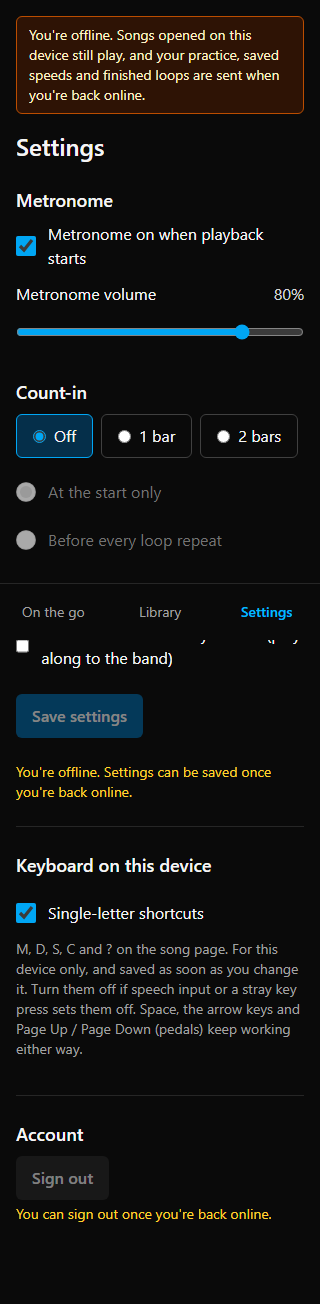 You're offline. Songs opened on this
device still play, and your practice, saved
speeds and finished loops are sent when
you're back online.
Settings
Metronome
Metronome on when playback
starts
Metronome volume 80%
Count-in
Off 1 bar 2 bars
At the start only
Before every loop repeat
On the go Library Settings
along to the band)
Save settings
You're offline. Settings can be saved once
you're back online.
Keyboard on this device
Single-letter shortcuts
M, D, S, C and ? on the song page. For this
device only, and saved as soon as you change
it. Turn them off if speech input or a stray key
press sets them off. Space, the arrow keys and
Page Up / Page Down (pedals) keep working
either way.
Account
Sign out
You can sign out once you're back online.